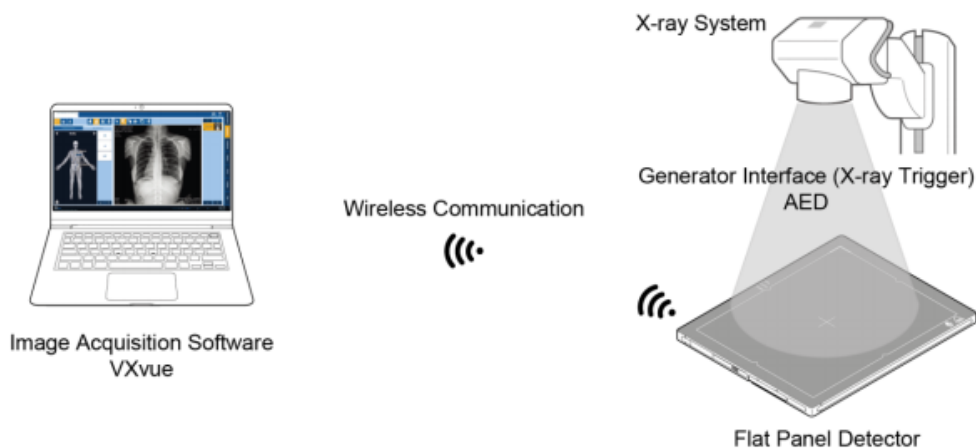 X-ray System
Generator Interface (X-ray Trigger)
AED
Wireless Communication
Image Acquisition Software
VXvue
Flat Panel Detector